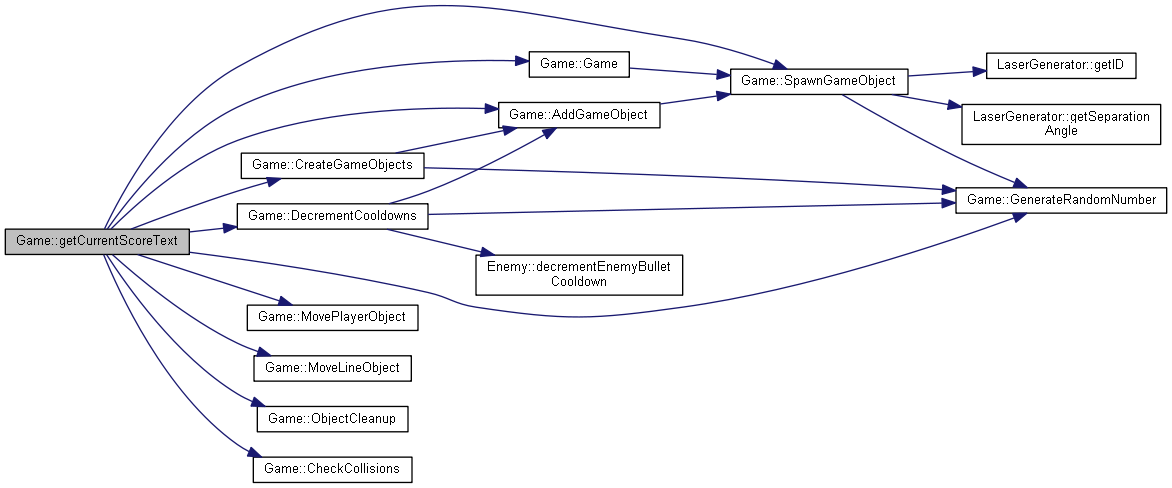 Game::getCurrentScoreText
Game::Game
Game::AddGameObject
Game::CreateGameObjects
Game::DecrementCooldowns
Enemy::decrementEnemyBullet
Cooldown
Game::MovePlayerObject
Game::MoveLineObject
Game::ObjectCleanup
Game::CheckCollisions
Game::SpawnGameObject
LaserGenerator::getID
LaserGenerator::getSeparation
Angle
Game::GenerateRandomNumber